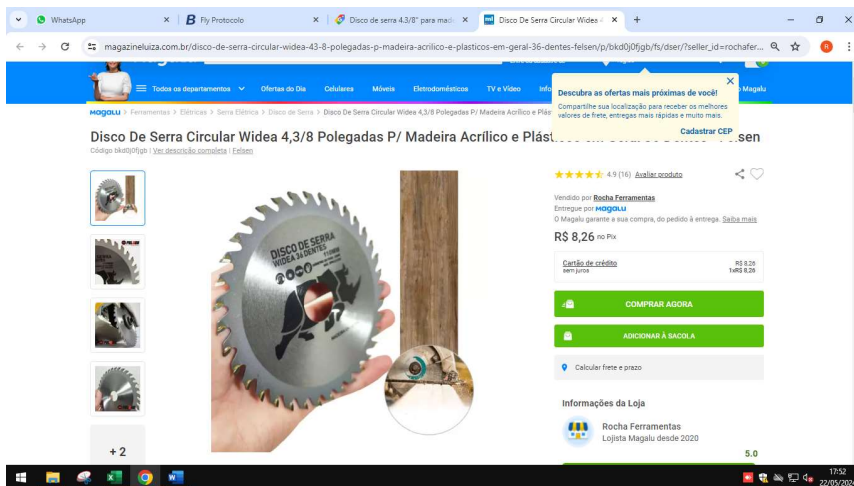 WhatsApp
Fly Protocolo
Disco de serra 4.3/8" para mad
Disco De Serra Circular Widea 4
magazineluiza.com.br/disco-de-serra-circular-widea-43-8-polegadas-p-madeira-acrilico-e-plasticos-em-geral-36-dentes-felsen/p/bkd0j0fjgb/fs/dser/?seller_id=rochafer...
R
Todos os departamentos Ofertas do Dia Celulares Móveis Eletrodomésticos TV e Vídeo Info Magalu
Descubra as ofertas mais próximas de você!
Compartilhe sua localização para receber os melhores
valores de frete, entregas mais rápidas e muito mais.
Cadastrar CEP
Magalu > Ferramentas > Elétricas > Serra Elétrica > Disco de Serra > Disco De Serra Circular Widea 4,3/8 Polegadas P/ Madeira Acrílico e Plás
Disco De Serra Circular Widea 4,3/8 Polegadas P/ Madeira Acrílico e Plásticos em Geral 36 Dentes - Felsen
Código bkd0j0fjgb | Ver descrição completa | Felsen
4.9 (16) Avaliar produto
Vendido por Rocha Ferramentas
Entregue por Magalu
O Magalu garante a sua compra, do pedido à entrega. Saiba mais
R$ 8,26 no Pix
Cartão de crédito R$ 8,26
sem juros 1xR$ 8,26
COMPRAR AGORA
ADICIONAR À SACOLA
Calcular frete e prazo
Informações da Loja
Rocha Ferramentas
Lojista Magalu desde 2020
5.0
DISCO DE SERRA
WIDEA 36 DENTES
110MM
+ 2
17:52
22/05/2024